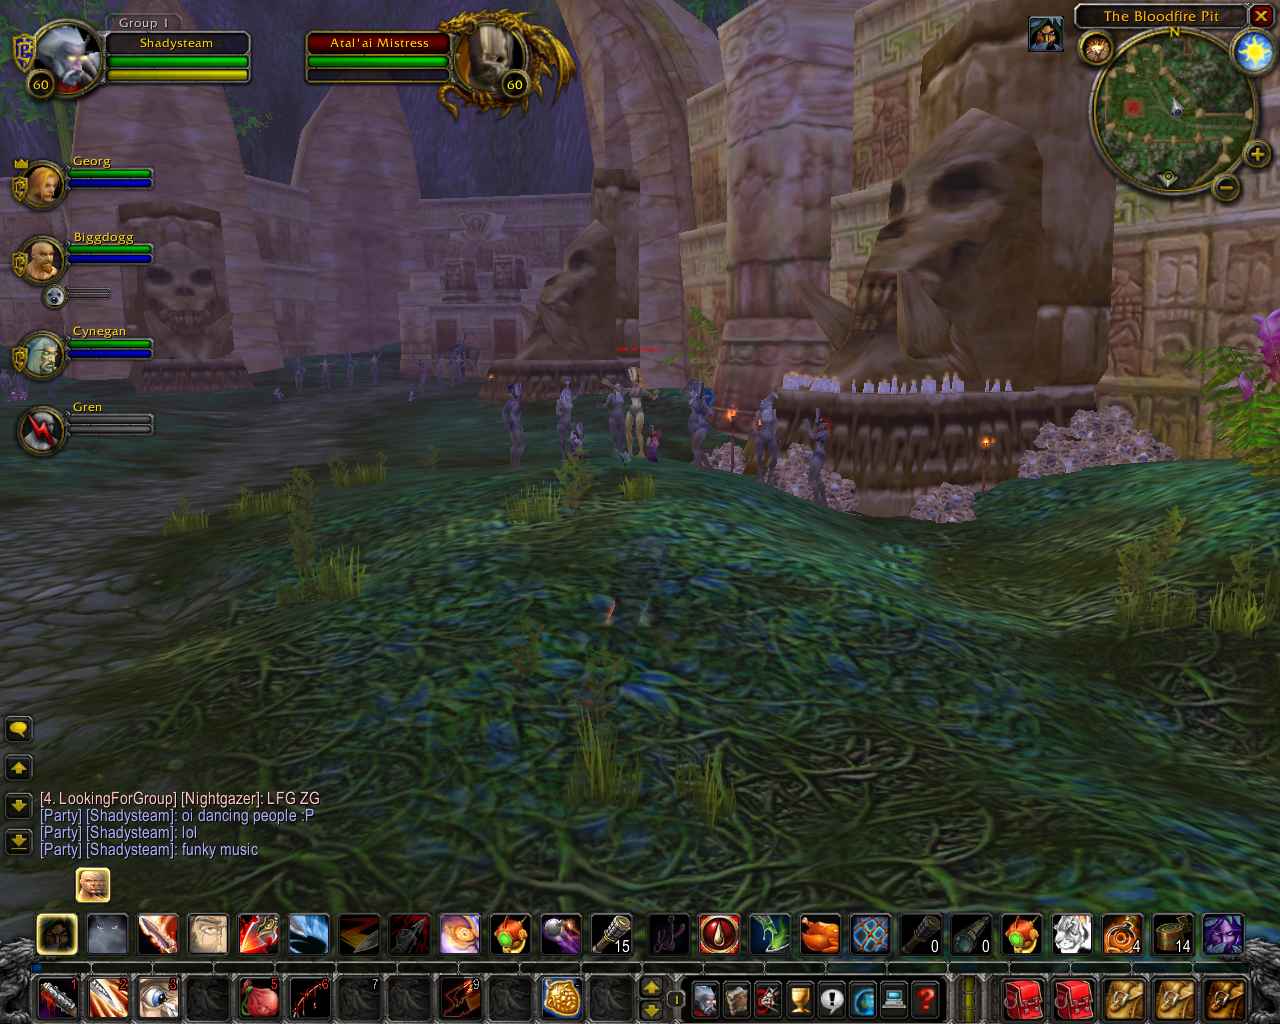 Group 1
Shadysteam
60
Atal'ai Mistress
60
The Bloodfire Pit
N
Georg
Biggdogg
Cynegan
Gren
[4. LookingForGroup] [Nightgazer]: LFG ZG
[Party] [Shadysteam]: oi dancing people :P
[Party] [Shadysteam]: lol
[Party] [Shadysteam]: funky music
15
0
0
4
14
1
2
3
5
6
7
9
1